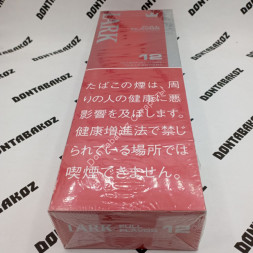 LARK
12
DONTABAKOZ
たばこの煙は、周
りの人の健康に悪
影響を及ぼします。
健康増進法で禁じ
られている場所では
喫煙できません。
LARK
12